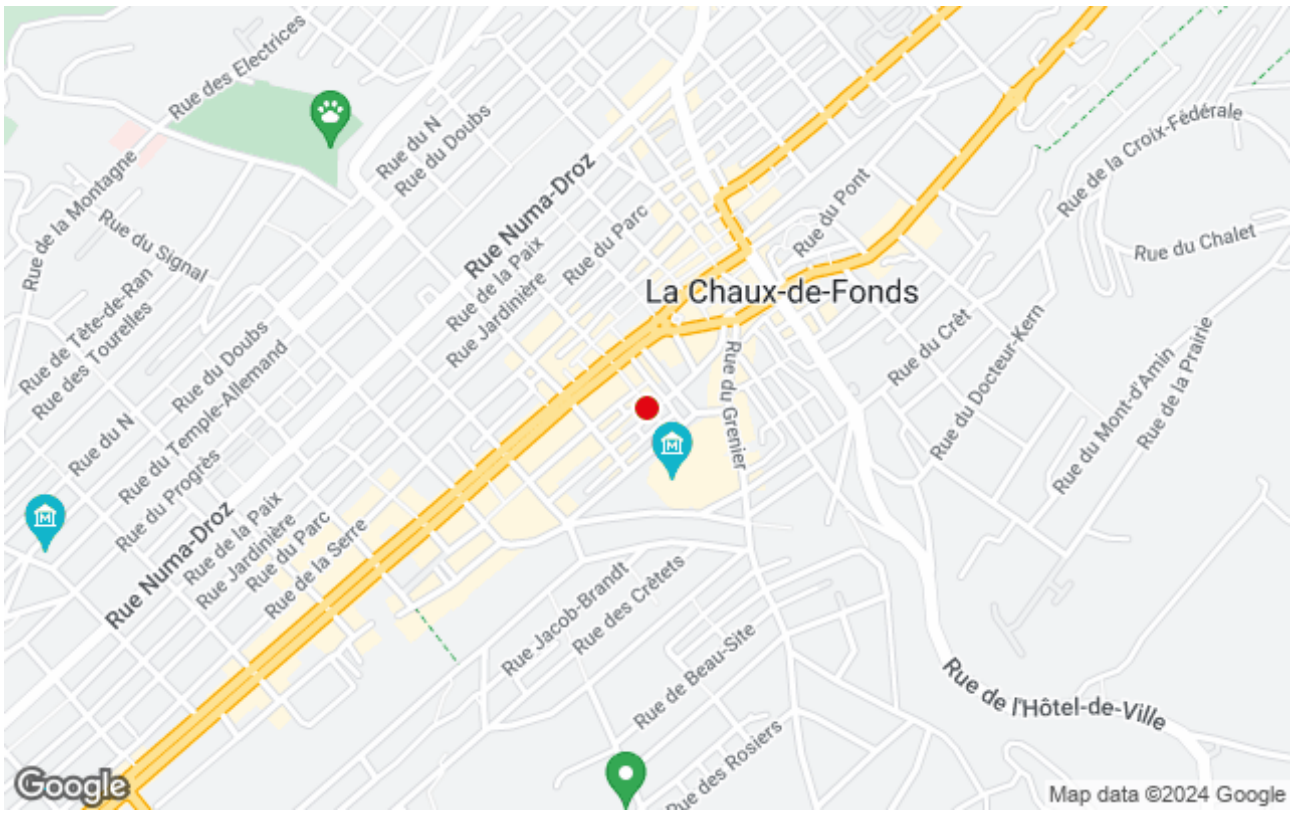 Rue des Electrices
Rue du N
Rue du Doubs
Rue de la Croix-Fédérale
Rue de la Montagne
Rue Numa-Droz
Rue du Pont
Rue du Parc
Rue du Signal
Rue de la Paix
Rue du Chalet
Rue Jardinière
La Chaux-de-Fonds
Rue de Tête-de-Ran
Rue des Tourelles
Rue du Doubs
Rue du Crêt
Rue du Grenier
Rue du Docteur-Kern
Rue du Mont-d'Amin
Rue de la Prairie
Rue du N
Rue du Temple-Allemand
Rue du Progrès
M
M
Rue Numa-Droz
Rue de la Paix
Rue Jardinière
Rue du Parc
Rue de la Serre
Rue Jacob-Brandt
Rue des Crêtets
Rue de Beau-Site
Rue de l'Hôtel-de-Ville
Rue des Rosiers
Google
Map data ©2024 Google